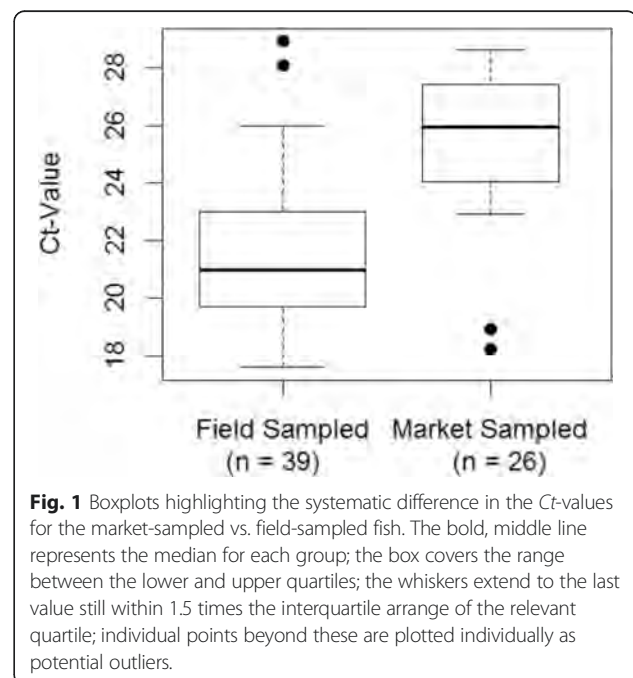 28
26
24
22
20
18
Ct-Value
Field Sampled Market Sampled
(n = 39) (n = 26)
Fig. 1 Boxplots highlighting the systematic difference in the Ct-values
for the market-sampled vs. field-sampled fish. The bold, middle line
represents the median for each group; the box covers the range
between the lower and upper quartiles; the whiskers extend to the last
value still within 1.5 times the interquartile arrange of the relevant
quartile; individual points beyond these are plotted individually as
potential outliers.